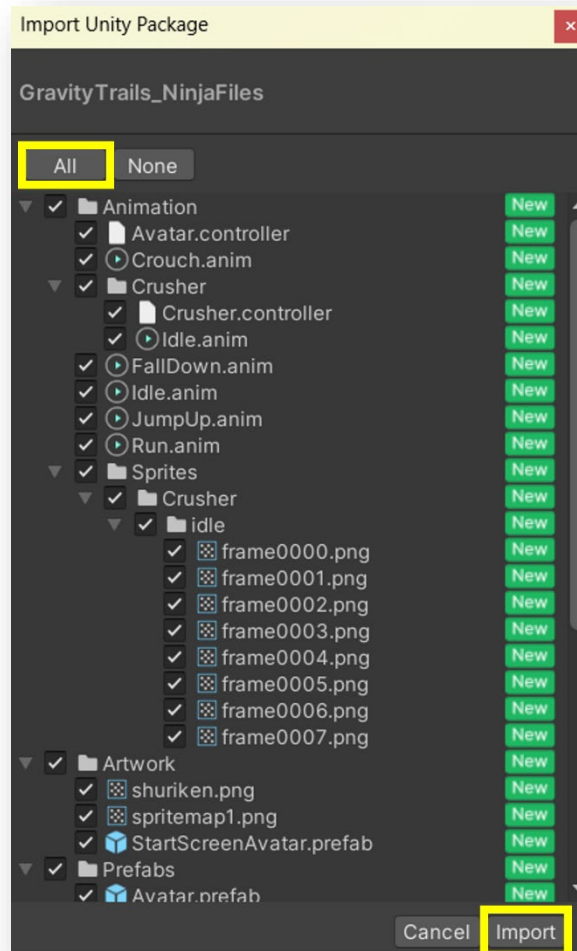 Import Unity Package
×
GravityTrails_NinjaFiles
All None
Animation New
Avatar.controller New
Crouch.anim New
Crusher New
Crusher.controller New
Idle.anim New
FallDown.anim New
Idle.anim New
JumpUp.anim New
Run.anim New
Sprites New
Crusher New
idle New
frame0000.png New
frame0001.png New
frame0002.png New
frame0003.png New
frame0004.png New
frame0005.png New
frame0006.png New
frame0007.png New
Artwork New
shuriken.png New
spritemap1.png New
StartScreenAvatar.prefab New
Prefabs New
Avatar.prefab New
Cancel Import